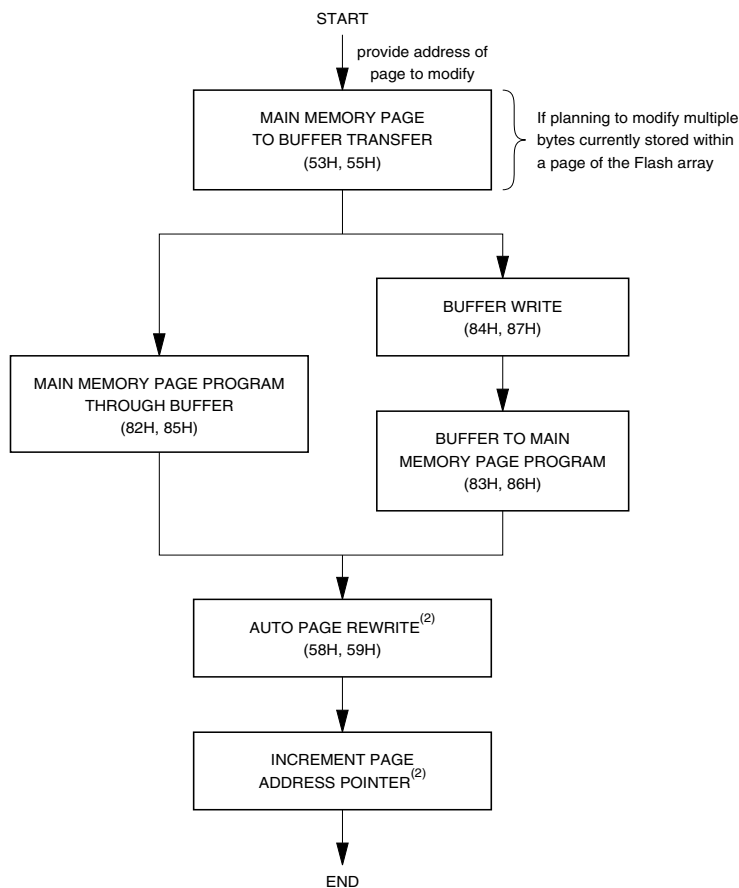 START
provide address of
page to modify
MAIN MEMORY PAGE
TO BUFFER TRANSFER
(53H, 55H)
If planning to modify multiple
bytes currently stored within
a page of the Flash array
BUFFER WRITE
(84H, 87H)
MAIN MEMORY PAGE PROGRAM
THROUGH BUFFER
(82H, 85H)
BUFFER TO MAIN
MEMORY PAGE PROGRAM
(83H, 86H)
AUTO PAGE REWRITE(2)
(58H, 59H)
INCREMENT PAGE
ADDRESS POINTER(2)
END